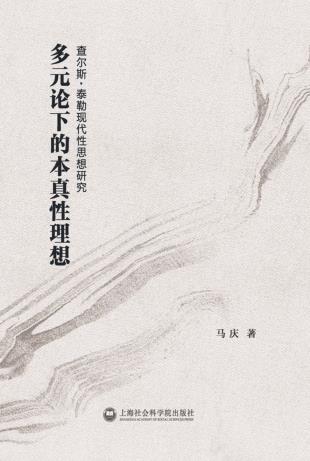 多元论下的本真性理想
查尔斯·泰勒现代性思想研究
马庆 著
上海社会科学院出版社
SHANGHAI ACADEMY OF SOCIAL SCIENCES PRESS